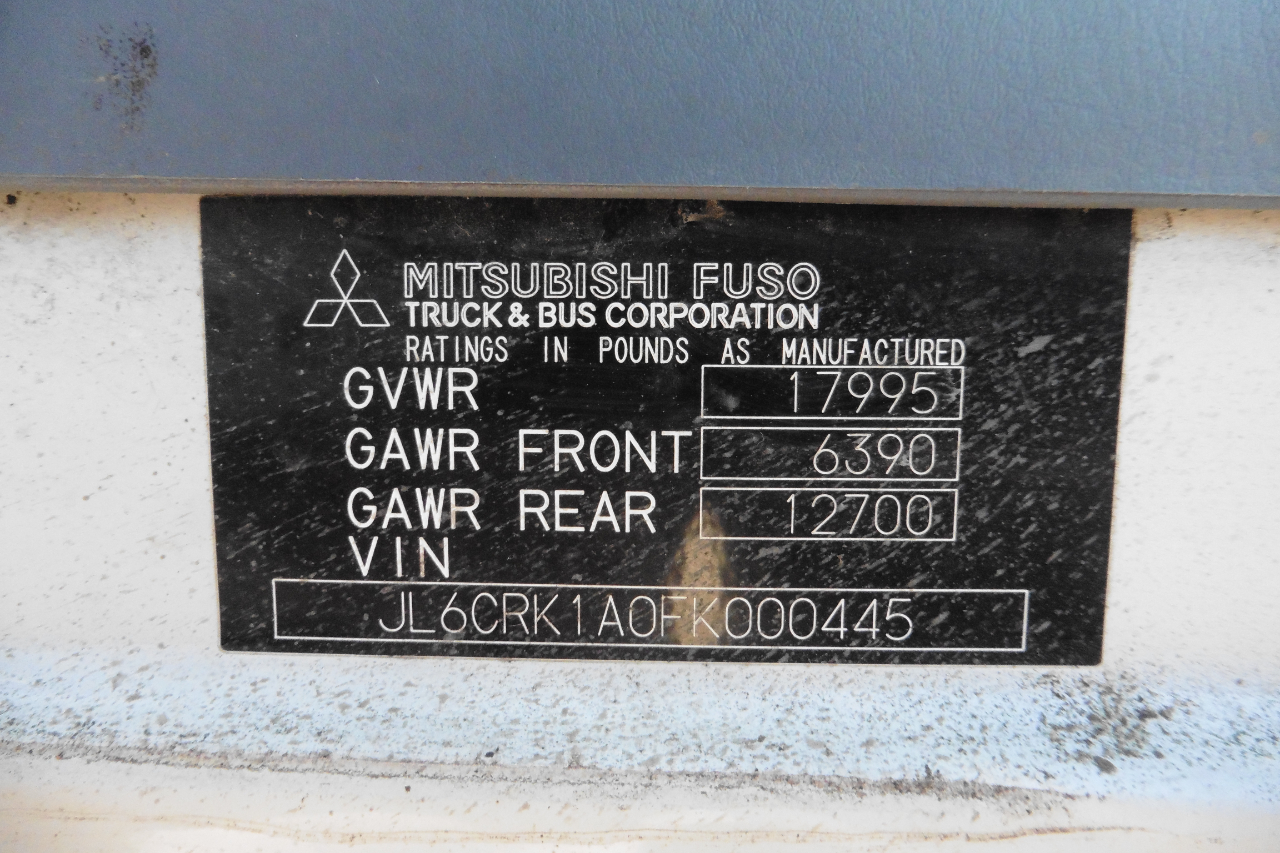 MITSUBISHI FUSO
TRUCK & BUS CORPORATION
RATINGS IN POUNDS AS MANUFACTURED
GVWR 17995
GAWR FRONT 6390
GAWR REAR 12700
VIN
JL6CRK1A0FK000445